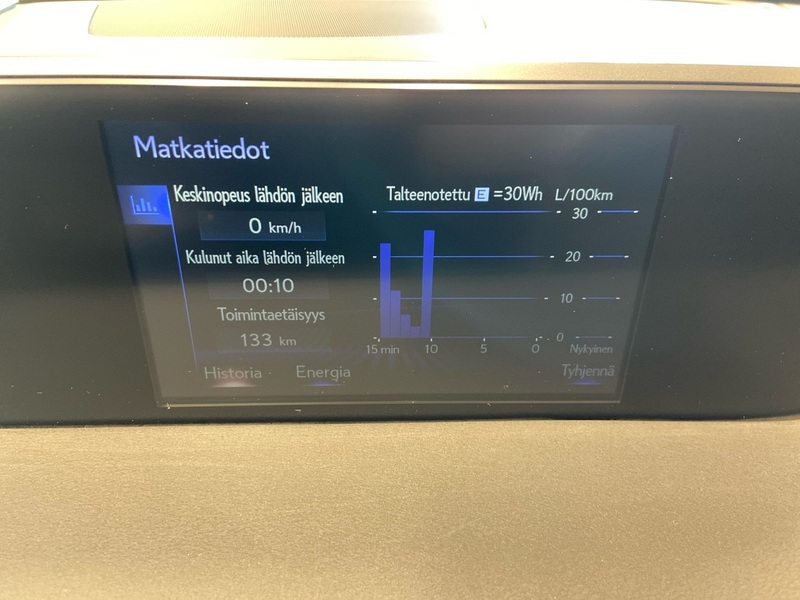 Matkatiedot
Keskinopeus lähdön jälkeen
0 km/h
Kulunut aika lähdön jälkeen
00:10
Toimintaetäisyys
133 km
Historia Energia
Talteenotettu E =30Wh L/100km
30
20
10
0
15 min 10 5 0 Nykyinen
Tyhjennä